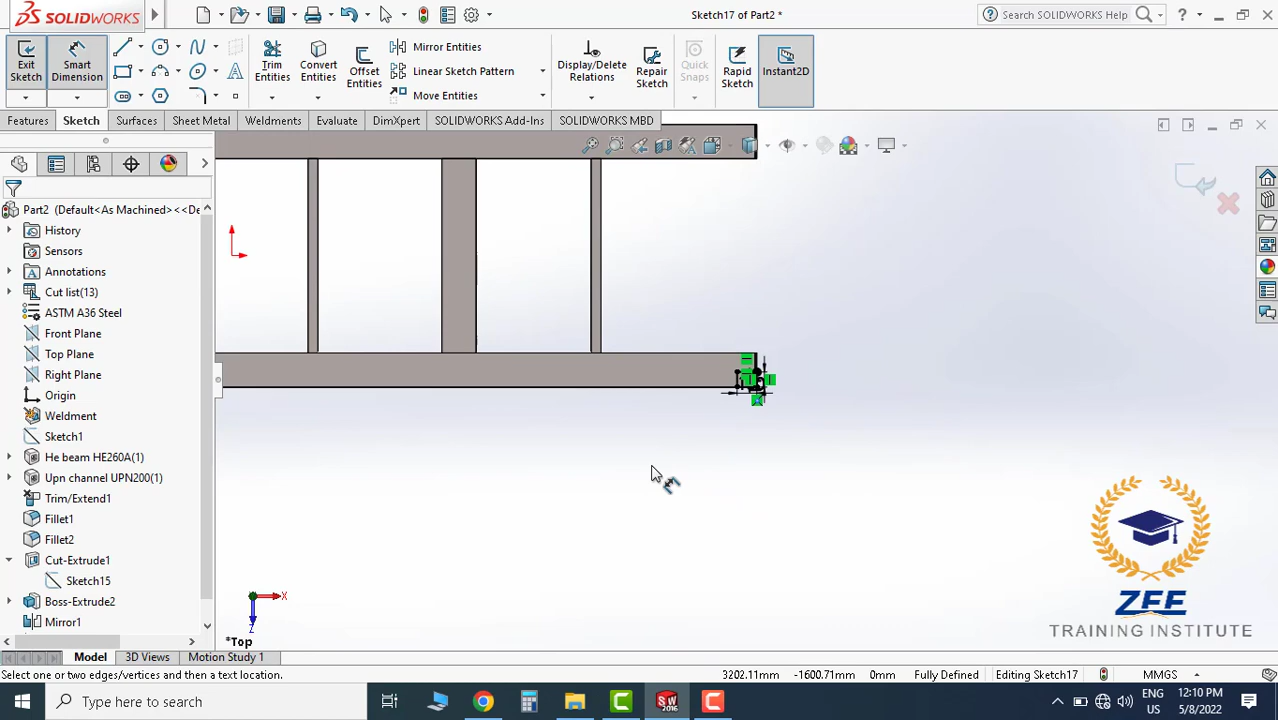 SOLIDWORKS
Sketch17 of Part2 *
Search SOLIDWORKS Help
Exit Sketch
Smart Dimension
Trim Entities
Convert Entities
Offset Entities
Mirror Entities
Linear Sketch Pattern
Move Entities
Display/Delete Relations
Repair Sketch
Quick Snaps
Rapid Sketch
Instant2D
Features
Sketch
Surfaces
Sheet Metal
Weldments
Evaluate
DimXpert
SOLIDWORKS Add-Ins
SOLIDWORKS MBD
Part2 (Default<As Machined><<De
History
Sensors
Annotations
Cut list(13)
ASTM A36 Steel
Front Plane
Top Plane
Right Plane
Origin
Weldment
Sketch1
He beam HE260A(1)
Upn channel UPN200(1)
Trim/Extend1
Fillet1
Fillet2
Cut-Extrude1
Sketch15
Boss-Extrude2
Mirror1
X
Z
*Top
ZFF
TRAINING INSTITUTE
Model
3D Views
Motion Study 1
Select one or two edges/vertices and then a text location.
3202.11mm
-1600.71mm
0mm
Fully Defined
Editing Sketch17
MMGS
Type here to search
SW
2016
ENG
US
12:10 PM
5/8/2022